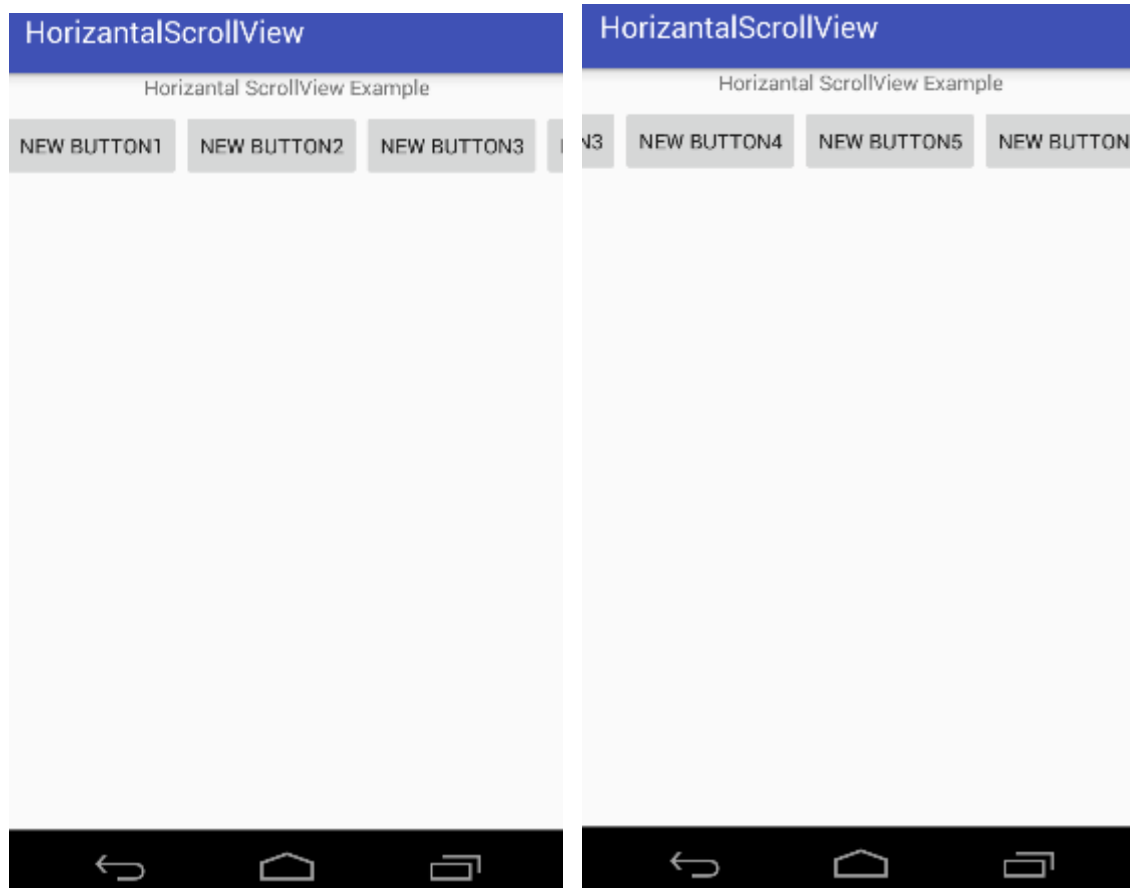 HorizantalScrollView
Horizantal ScrollView Example
NEW BUTTON1 NEW BUTTON2 NEW BUTTON3
HorizantalScrollView
Horizantal ScrollView Example
N3 NEW BUTTON4 NEW BUTTON5 NEW BUTTON